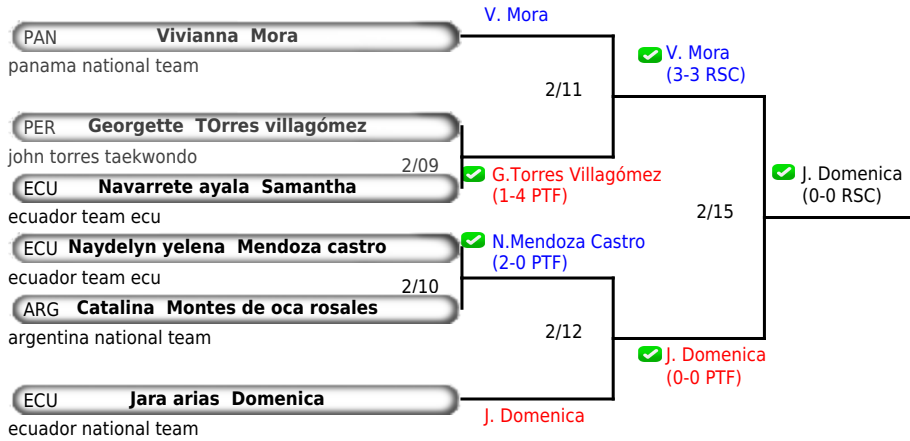 V. Mora
PAN Vivianna Mora
panama national team
V. Mora
(3-3 RSC)
2/11
PER Georgette TOrres villagómez
john torres taekwondo
2/09
G.Torres Villagómez
(1-4 PTF)
ECU Navarrete ayala Samantha
ecuador team ecu
J. Domenica
(0-0 RSC)
2/15
ECU Naydelyn yelena Mendoza castro
ecuador team ecu
N.Mendoza Castro
(2-0 PTF)
2/10
ARG Catalina Montes de oca rosales
argentina national team
2/12
J. Domenica
(0-0 PTF)
ECU Jara arias Domenica
ecuador national team
J. Domenica